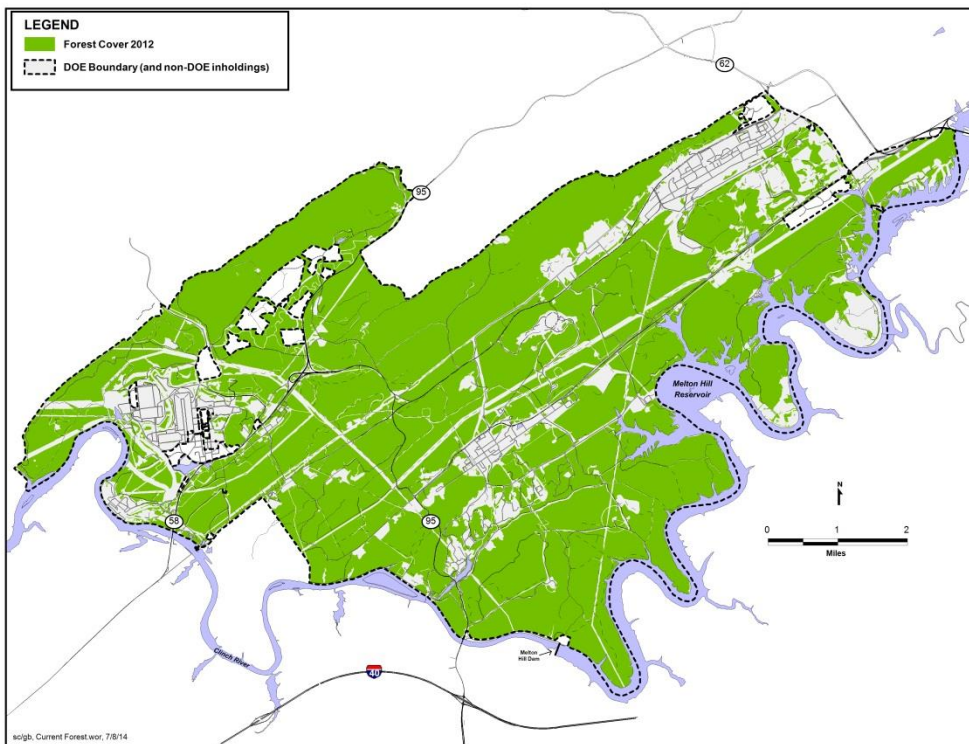 LEGEND
Forest Cover 2012
DOE Boundary (and non-DOE inholdings)
62
95
Melton Hill
Reservoir
N
58
95
0 1 2
Miles
Clinch River
Melton
Hill Dam
40
sc/gb, Current Forest.wor, 7/8/14